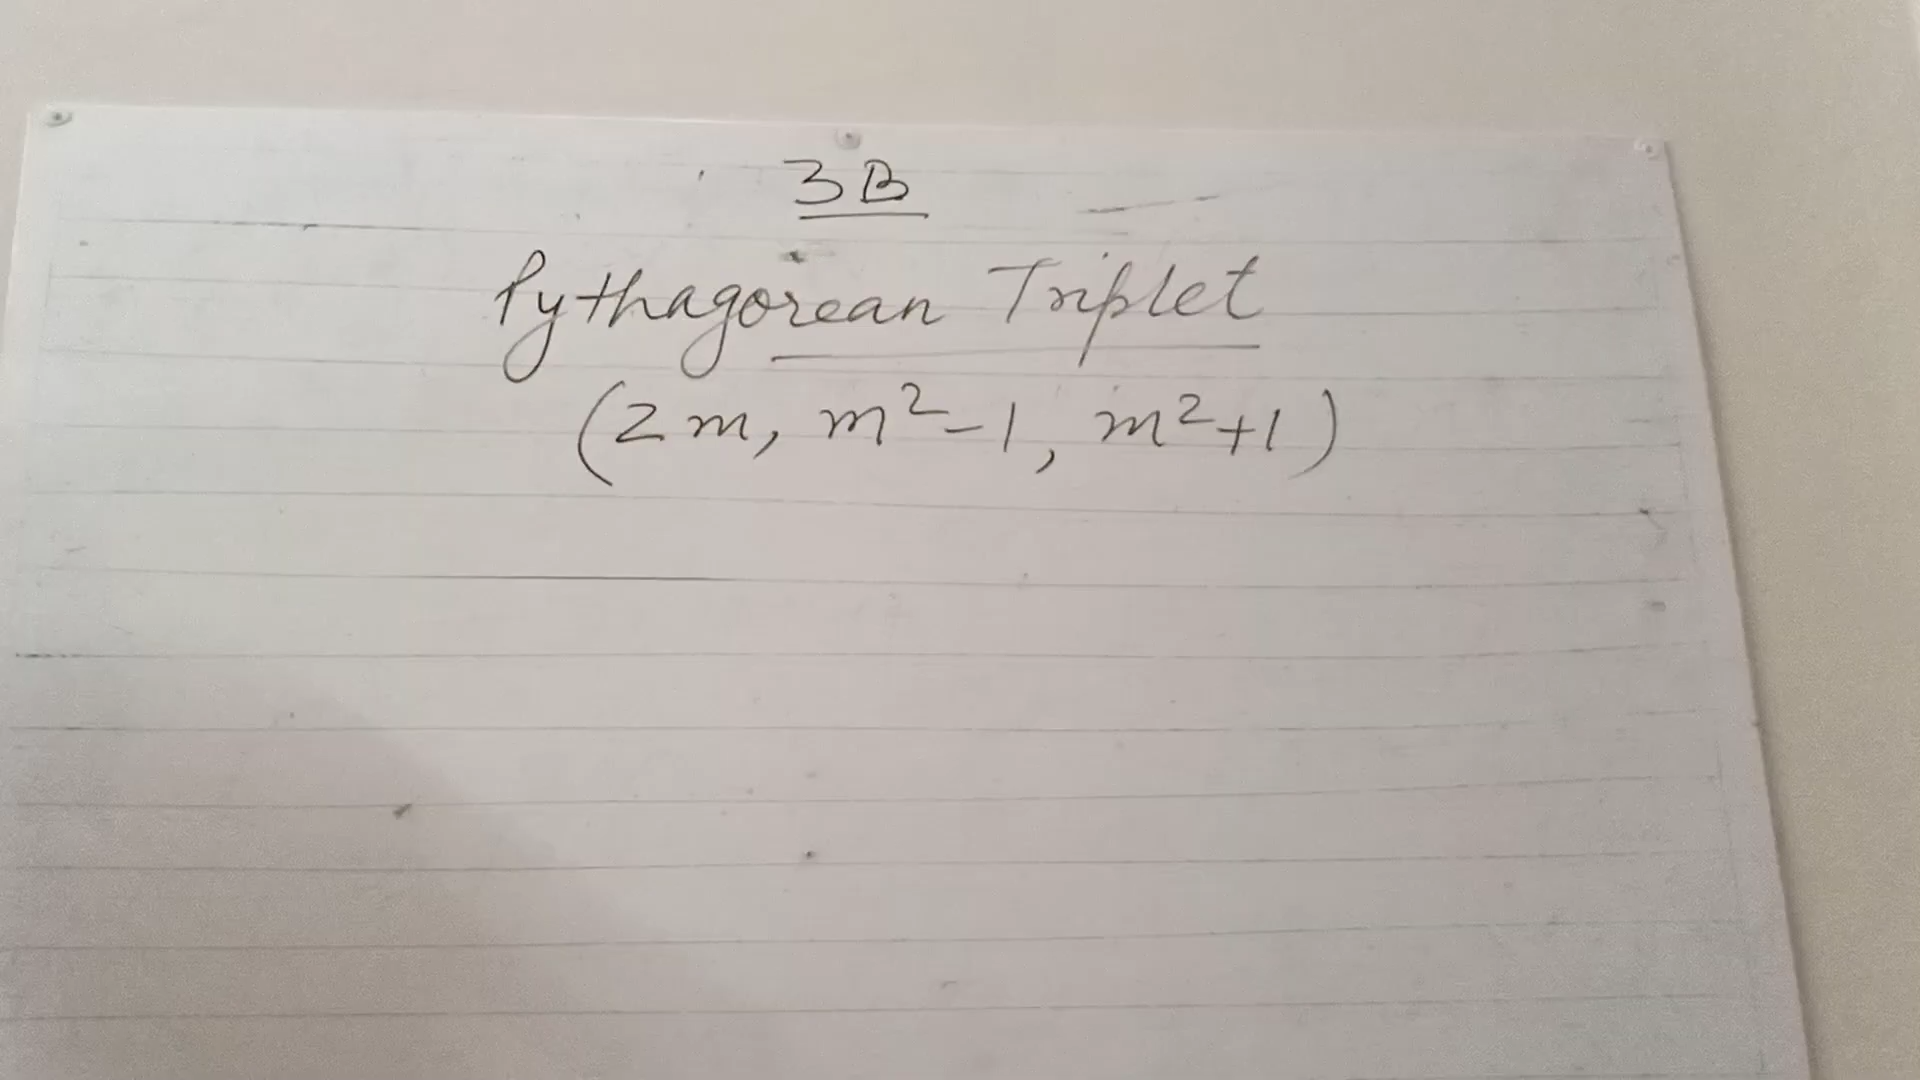 3B
Pythagorean Triplet
(2m, m²-1, m²+1)